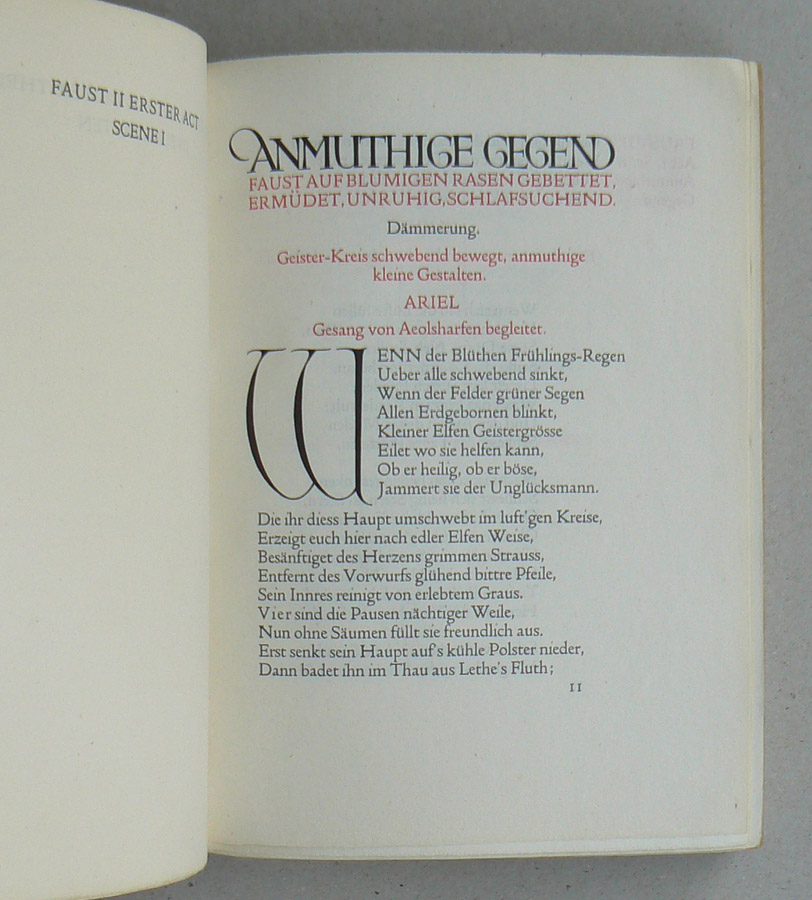 FAUST II ERSTER ACT
SCENE I
ANMUTHIGE GEGEND
FAUST AUF BLUMIGEN RASEN GEBETTET,
ERMÜDET, UNRUHIG, SCHLAFSUCHEND.
Dämmerung.
Geister-Kreis schwebend bewegt, anmuthige
kleine Gestalten.
ARIEL
Gesang von Aeolsharfen begleitet.
WENN der Blüthen Frühlings-Regen
Ueber alle schwebend sinkt,
Wenn der Felder grüner Segen
Allen Erdgebornen blinkt,
Kleiner Elfen Geistergrösse
Eilet wo sie helfen kann,
Ob er heilig, ob er böse,
Jammert sie der Unglücksmann.
Die ihr diess Haupt umschwebt im luft'gen Kreise,
Erzeigt euch hier nach edler Elfen Weise,
Besänftiget des Herzens grimmen Strauss,
Entfernt des Vorwurfs glühend bittre Pfeile,
Sein Innres reinigt von erlebtem Graus.
Vier sind die Pausen nächtiger Weile,
Nun ohne Säumen füllt sie freundlich aus.
Erst senkt sein Haupt auf's kühle Polster nieder,
Dann badet ihn im Thau aus Lethe's Fluth;
11